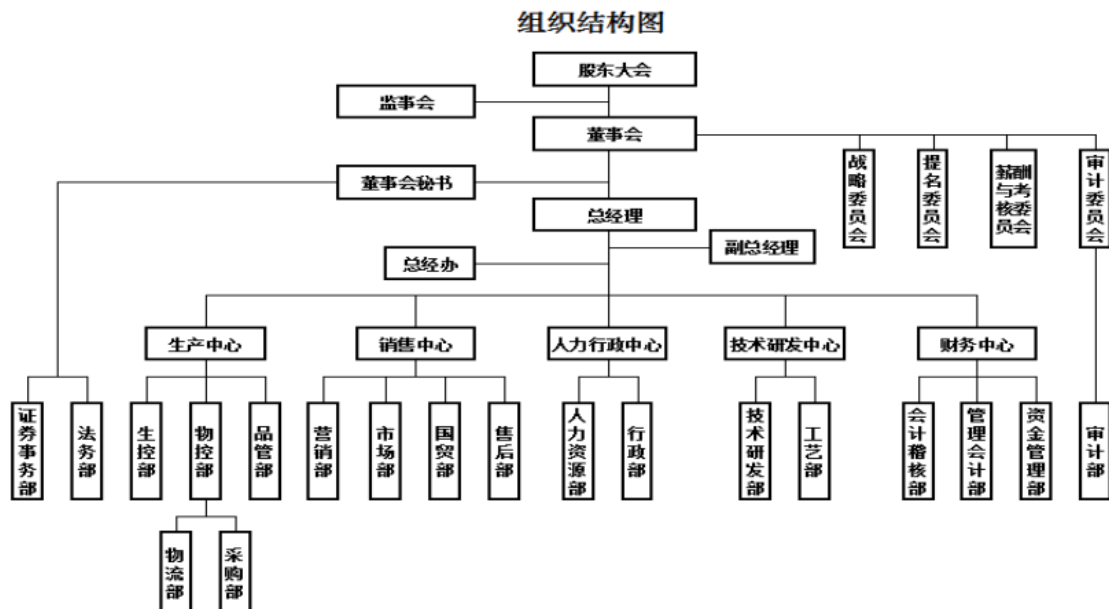 组织结构图
股东大会
监事会
董事会
战略委员会
提名委员会
薪酬与考核委员会
审计委员会
董事会秘书
总经理
副总经理
总经办
生产中心
销售中心
人力行政中心
技术研发中心
财务中心
证券事务部
法务部
生控部
物控部
品管部
营销部
市场部
国贸部
售后部
人力资源部
行政部
技术研发部
工艺部
会计稽核部
管理会计部
资金管理部
审计部
物流部
采购部